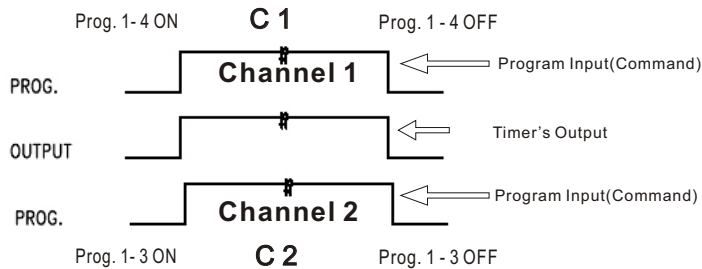 Prog. 1- 4 ON C 1 Prog. 1 - 4 OFF
Channel 1 Program Input(Command)
PROG.
Timer's Output
OUTPUT
Program Input(Command)
PROG. Channel 2
Prog. 1- 3 ON C 2 Prog. 1 - 3 OFF